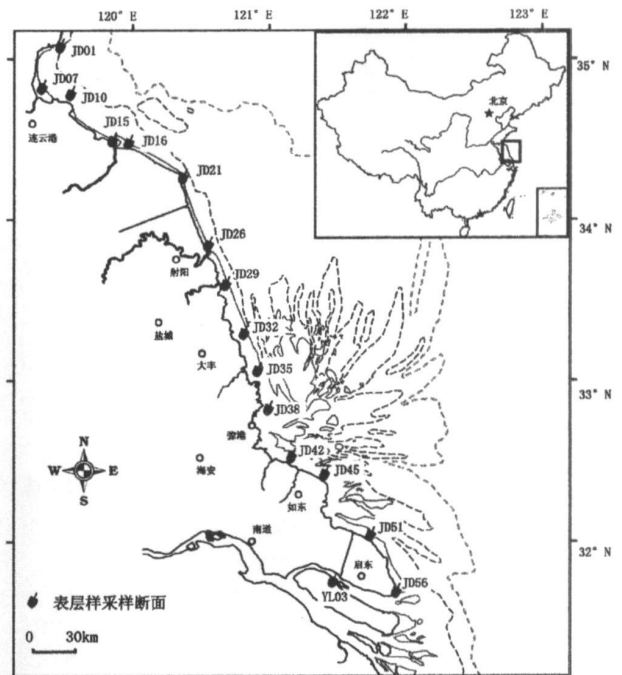 120° E
121° E
122° E
123° E
JD01
35° N
JD07
JD10
北京
JD15
连云港
JD16
JD21
34° N
JD26
射阳
JD29
盐城
JD32
大丰
JD35
33° N
JD38
弶港
N
JD42
W
E
海安
JD45
S
如东
南通
JD51
32° N
启东
JD56
YL03
表层样采样断面
0 30km